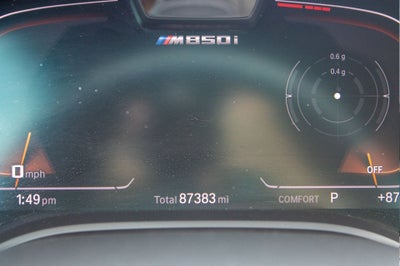 M850i
0.6 g
0.4 g
0 mph
OFF
1:49 pm
Total 87383 mi
COMFORT P +87